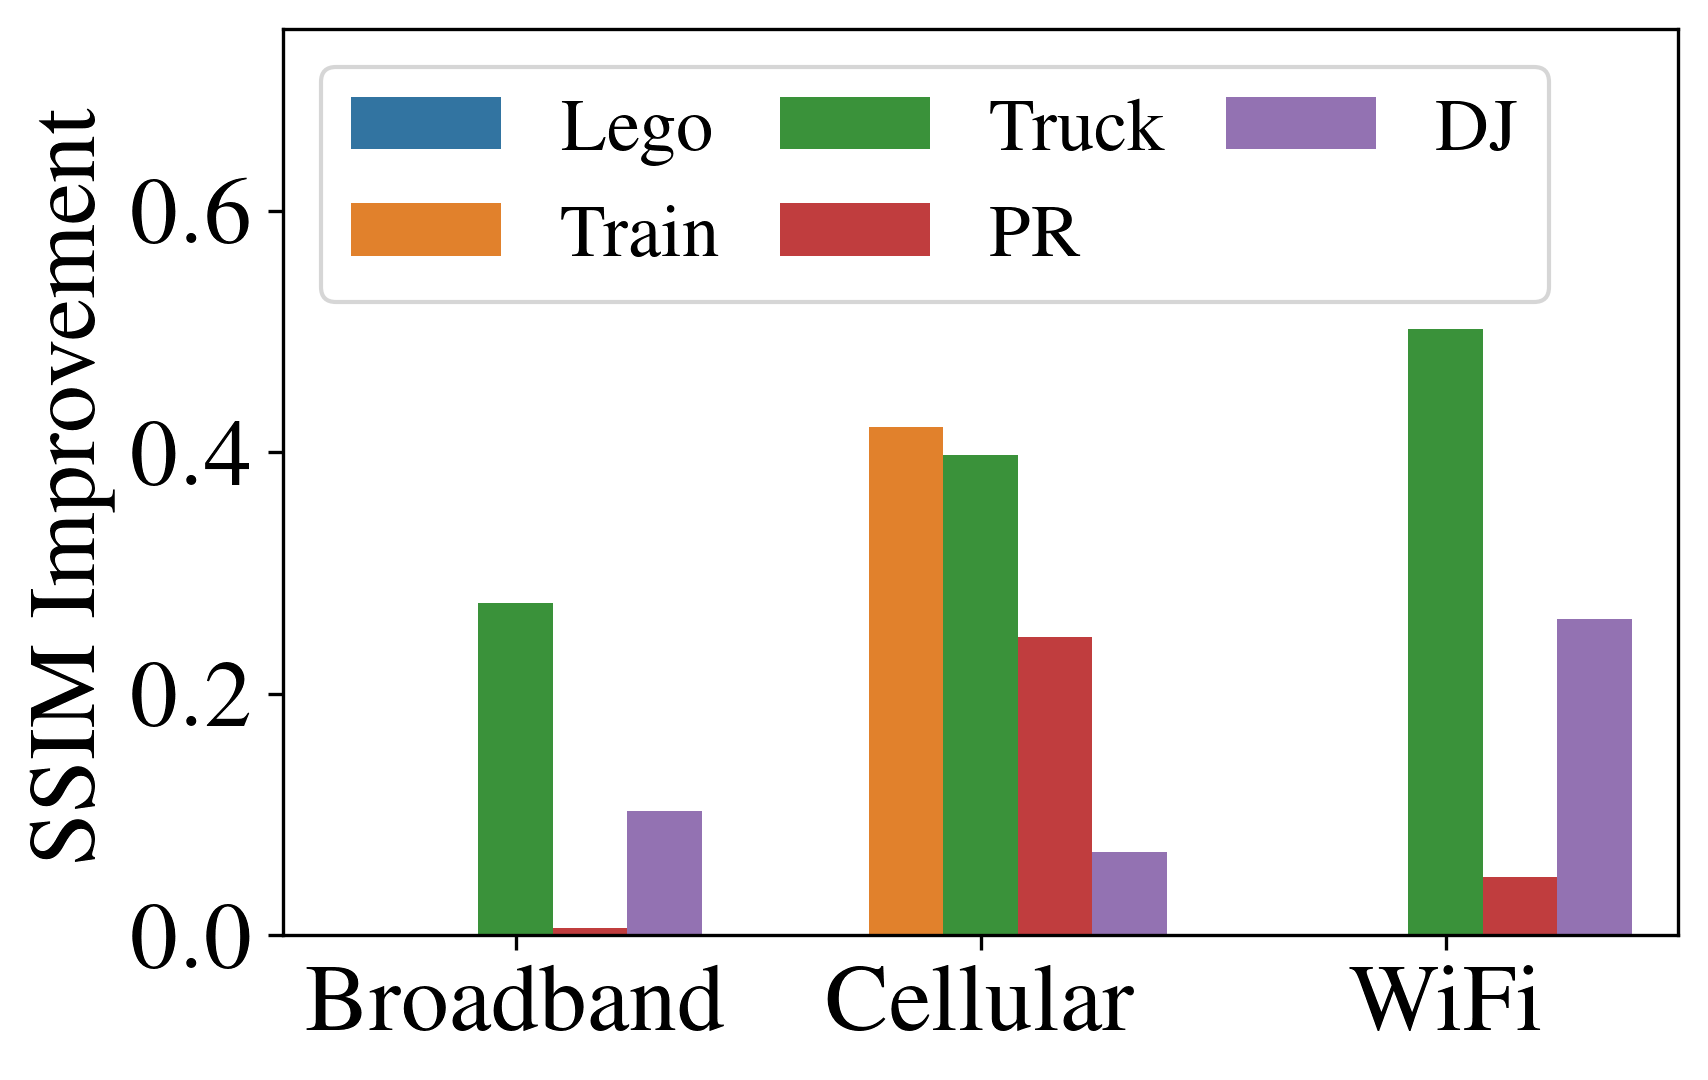 SSIM Improvement
Lego
Truck
DJ
Train
PR
0.6
0.4
0.2
0.0
Broadband
Cellular
WiFi